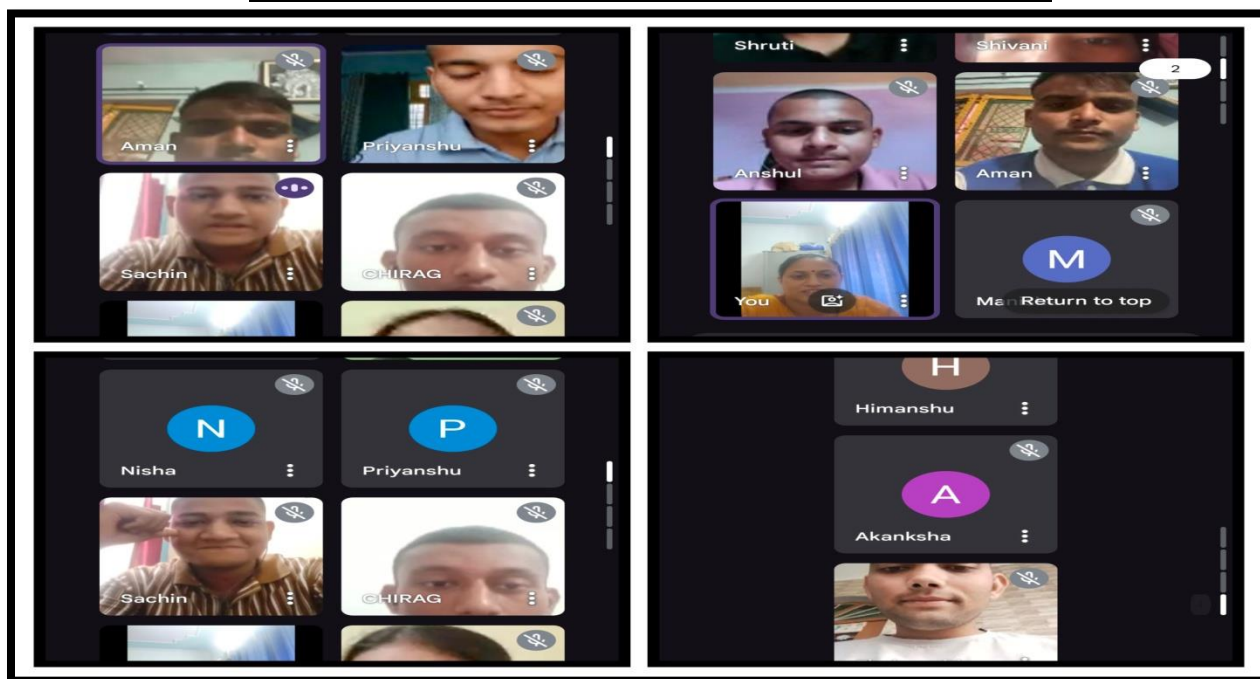 Aman
Priyanshu
Sachin
CHIRAG
Shruti
Shivani
2
Anshul
Aman
You
M
Return to top
N
P
Nisha
Priyanshu
Sachin
CHIRAG
H
Himanshu
A
Akanksha